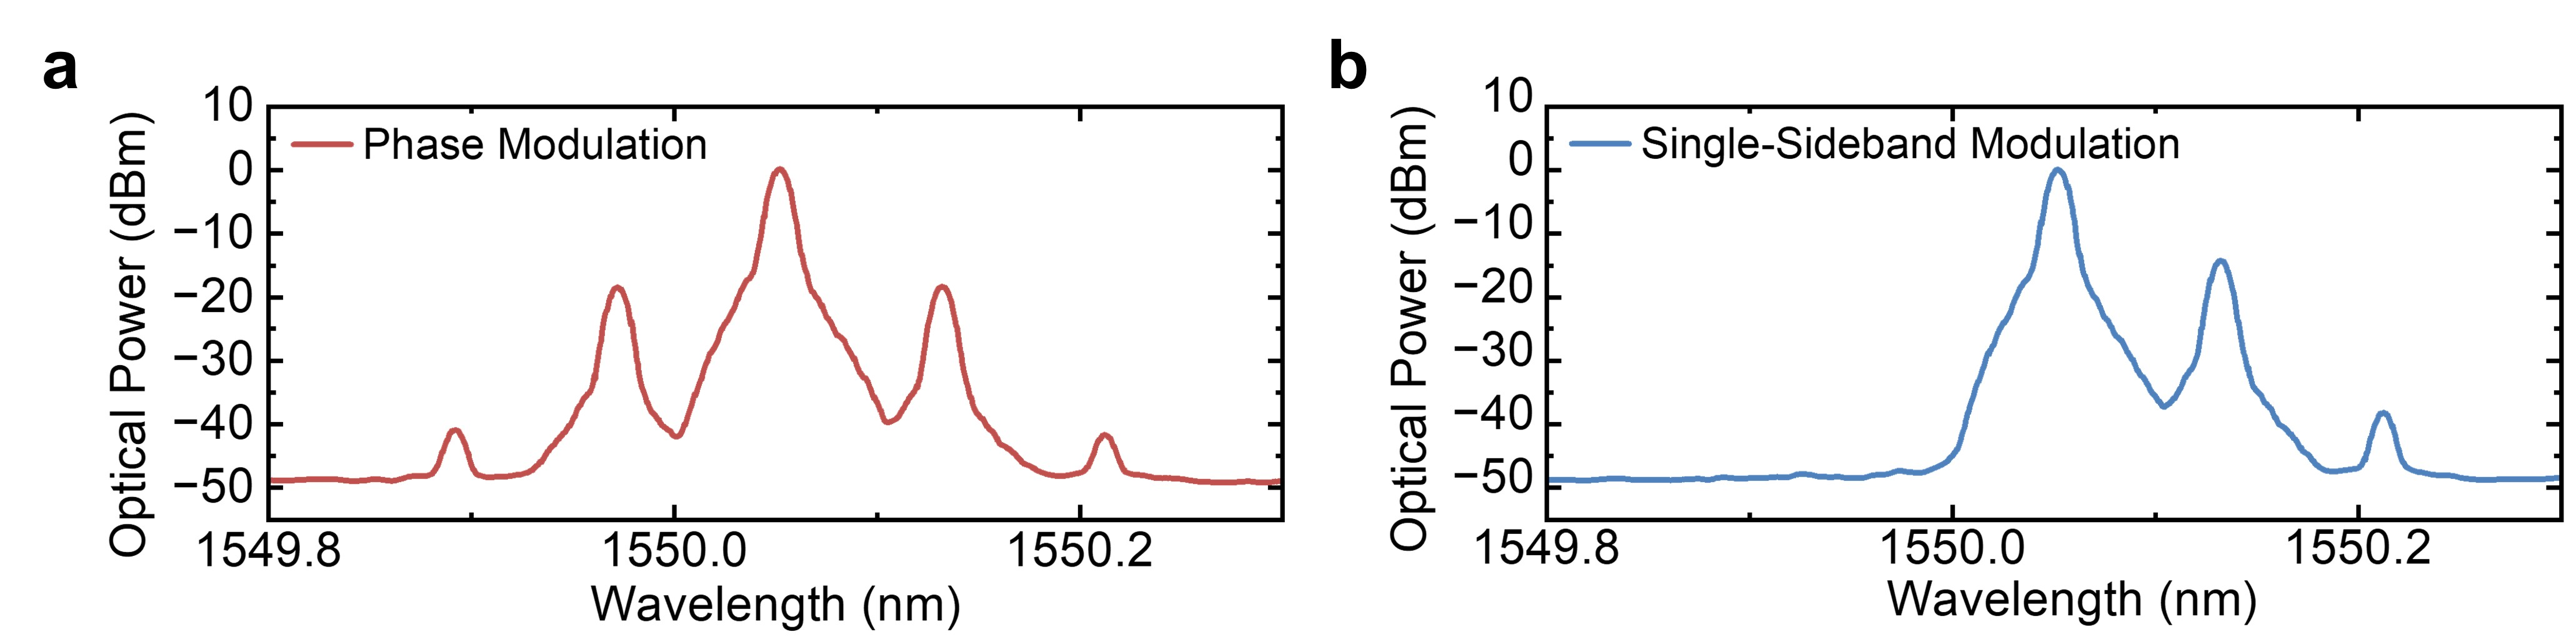 a
Phase Modulation
Optical Power (dBm)
10
0
−10
−20
−30
−40
−50
1549.8 1550.0 1550.2
Wavelength (nm)
b
Single-Sideband Modulation
Optical Power (dBm)
10
0
−10
−20
−30
−40
−50
1549.8 1550.0 1550.2
Wavelength (nm)